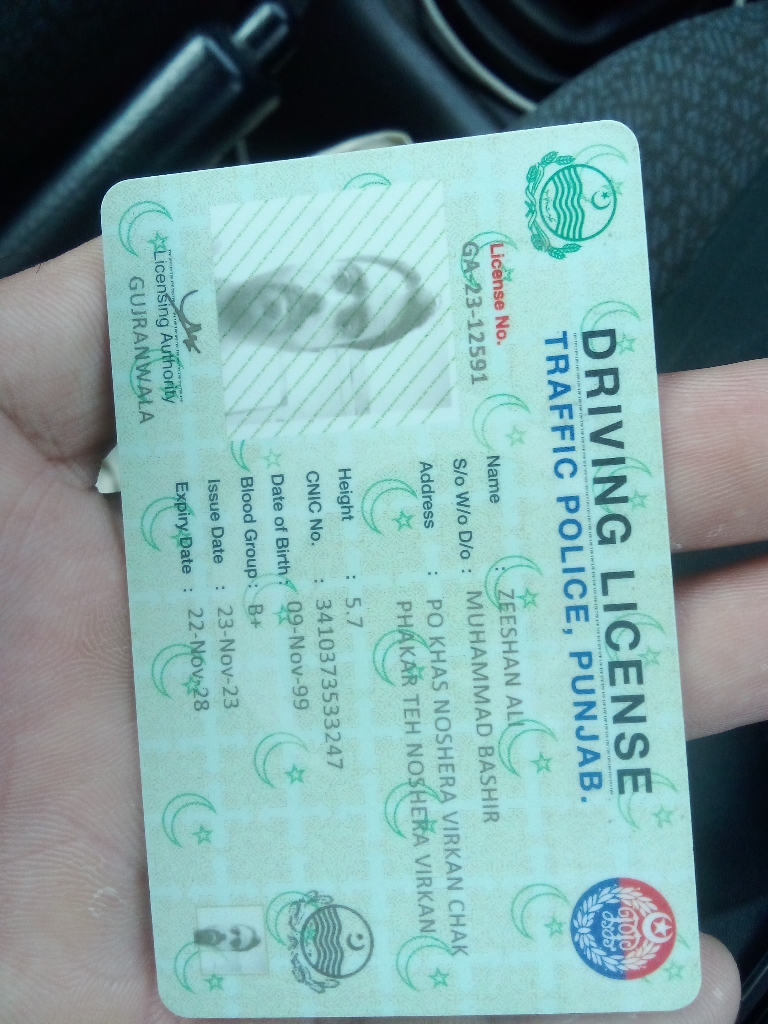 DRIVING LICENSE
TRAFFIC POLICE, PUNJAB.
License No.
GA-23-12591
Name : ZEESHAN ALI
S/o W/o D/o : MUHAMMAD BASHIR
Address : PO KHAS NOSHERA VIRKAN CHAK
PHAKAR TEH NOSHERA VIRKAN
Height : 5.7
CNIC No. : 3410373533247
Date of Birth : 09-Nov-99
Blood Group : B+
Issue Date : 23-Nov-23
Expiry Date : 22-Nov-28
Licensing Authority
GUJRANWALA